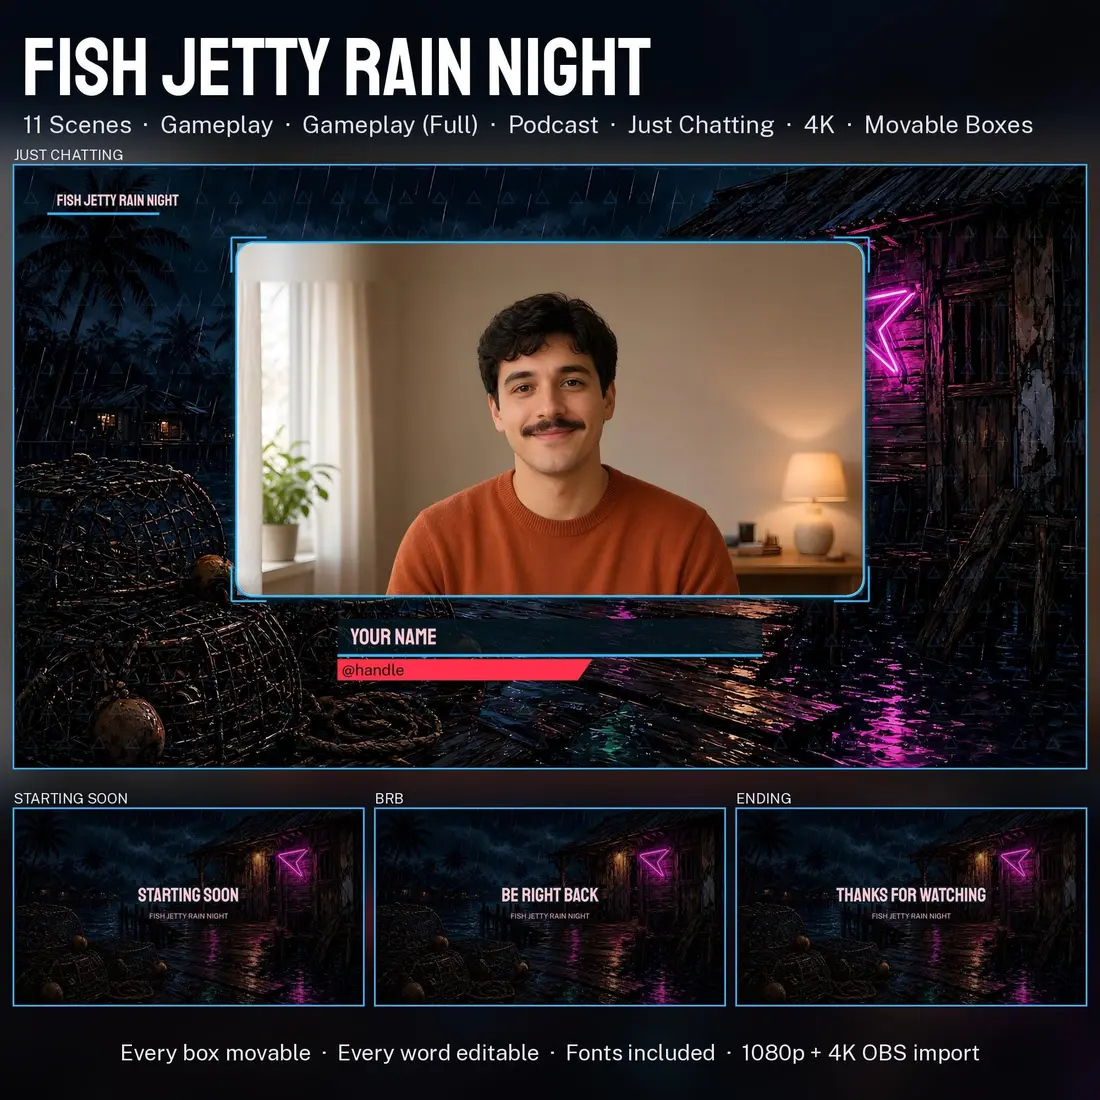 FISH JETTY RAIN NIGHT
11 Scenes · Gameplay · Gameplay (Full) · Podcast · Just Chatting · 4K · Movable Boxes
JUST CHATTING
FISH JETTY RAIN NIGHT
YOUR NAME
@handle
STARTING SOON
BRB
ENDING
STARTING SOON
FISH JETTY RAIN NIGHT
BE RIGHT BACK
FISH JETTY RAIN NIGHT
THANKS FOR WATCHING
FISH JETTY RAIN NIGHT
Every box movable · Every word editable · Fonts included · 1080p + 4K OBS import